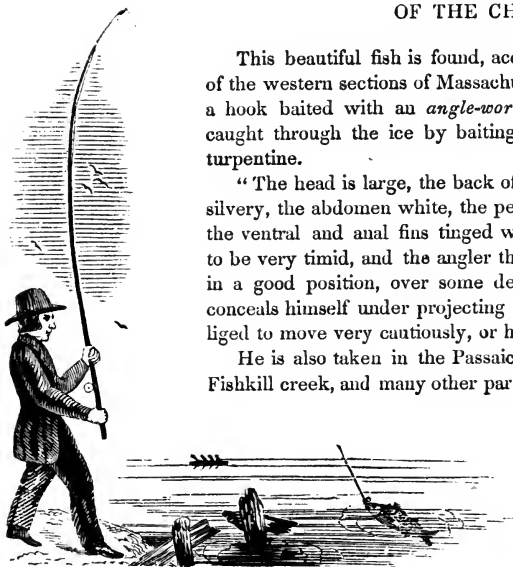 OF THE CH
This beautiful fish is found, acc
of the western sections of Massachu
a hook baited with an angle-wor
caught through the ice by baiting
turpentine.
" The head is large, the back of
silvery, the abdomen white, the pe
the ventral and anal fins tinged w
to be very timid, and the angler th
in a good position, over some de
conceals himself under projecting
liged to move very cautiously, or h
He is also taken in the Passaic
Fishkill creek, and many other par